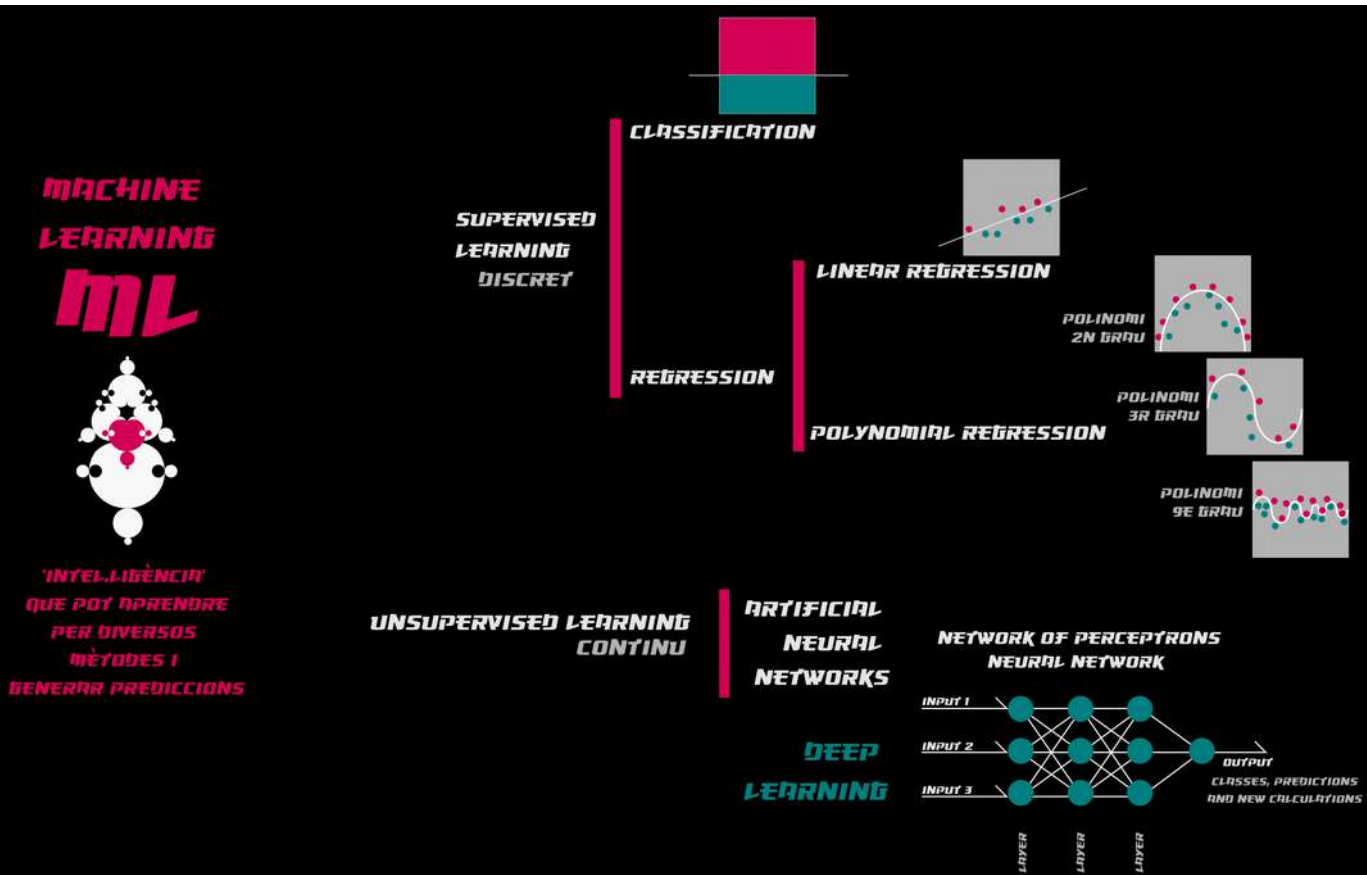 MACHINE
LEARNING
ML
'INTEL.LIGÈNCIA'
QUE POT APRENDRE
PER DIVERSOS
MÈTODES I
GENERAR PREDICCIONS
SUPERVISED
LEARNING
DISCRET
CLASSIFICATION
REGRESSION
LINEAR REGRESSION
POLYNOMIAL REGRESSION
POLINOMI
2N GRAU
POLINOMI
3R GRAU
POLINOMI
9E GRAU
UNSUPERVISED LEARNING
CONTINU
ARTIFICIAL
NEURAL
NETWORKS
DEEP
LEARNING
NETWORK OF PERCEPTRONS
NEURAL NETWORK
INPUT 1
INPUT 2
INPUT 3
OUTPUT
CLASSES, PREDICTIONS
AND NEW CALCULATIONS
LAYER
LAYER
LAYER